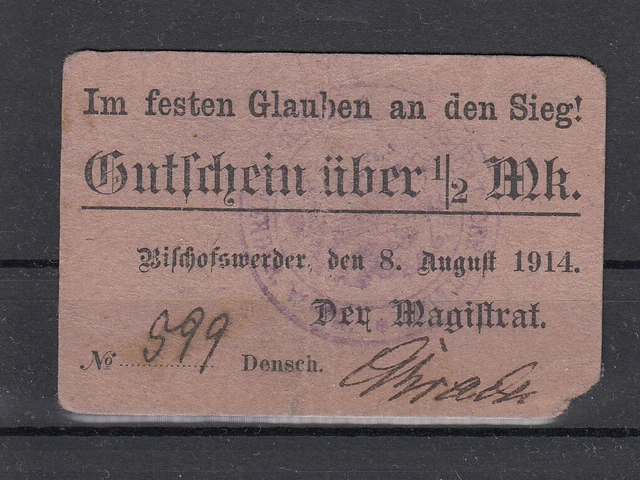 Im festen Glauben an den Sieg!
Gutschein über 1/2 Mk.
Bischofswerder, den 8. August 1914.
Der Magistrat.
No 599 Densch.